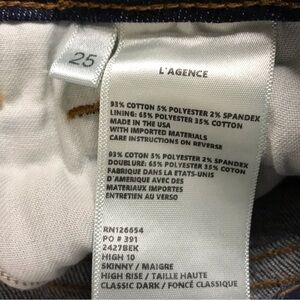 25
L'AGENCE
93% COTTON 5% POLYESTER 2% SPANDEX
LINING: 65% POLYESTER 35% COTTON
MADE IN THE USA
WITH IMPORTED MATERIALS
CARE INSTRUCTIONS ON REVERSE
93% COTON 5% POLYESTER 2% SPANDEX
DOUBLURE: 65% POLYESTER 35% COTON
FABRIQUE DANS LA ETATS-UNIS
D'AMERIQUE AVEC DES
MATERIAUX IMPORTES
ENTRETIEN AU VERSO
RN126654
PO # 391
2427BEK
HIGH 10
SKINNY / MAIGRE
HIGH RISE / TAILLE HAUTE
CLASSIC DARK / FONCÉ CLASSIQUE